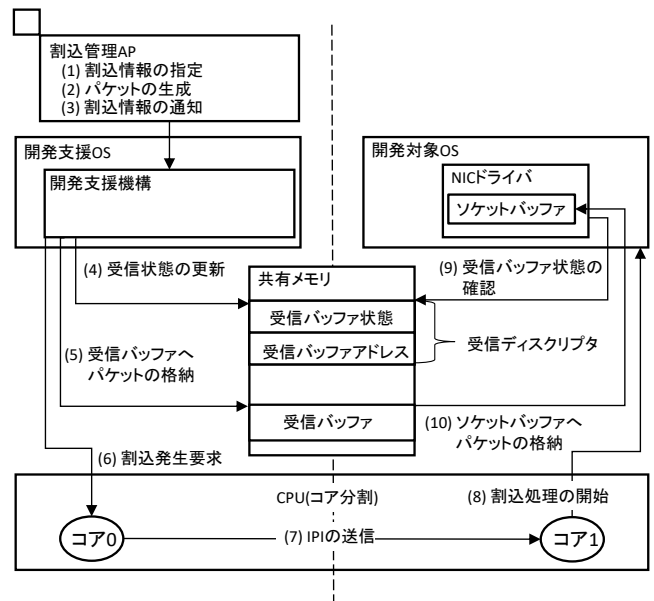 割込管理AP
(1) 割込情報の指定
(2) パケットの生成
(3) 割込情報の通知
開発支援OS
開発支援機構
開発対象OS
NICドライバ
ソケットバッファ
(4) 受信状態の更新
(9) 受信バッファ状態の
確認
共有メモリ
受信バッファ状態
受信バッファアドレス
受信ディスクリプタ
(5) 受信バッファへ
パケットの格納
受信バッファ
(10) ソケットバッファへ
パケットの格納
(6) 割込発生要求
CPU(コア分割)
(8) 割込処理の開始
コア0
(7) IPIの送信
コア1